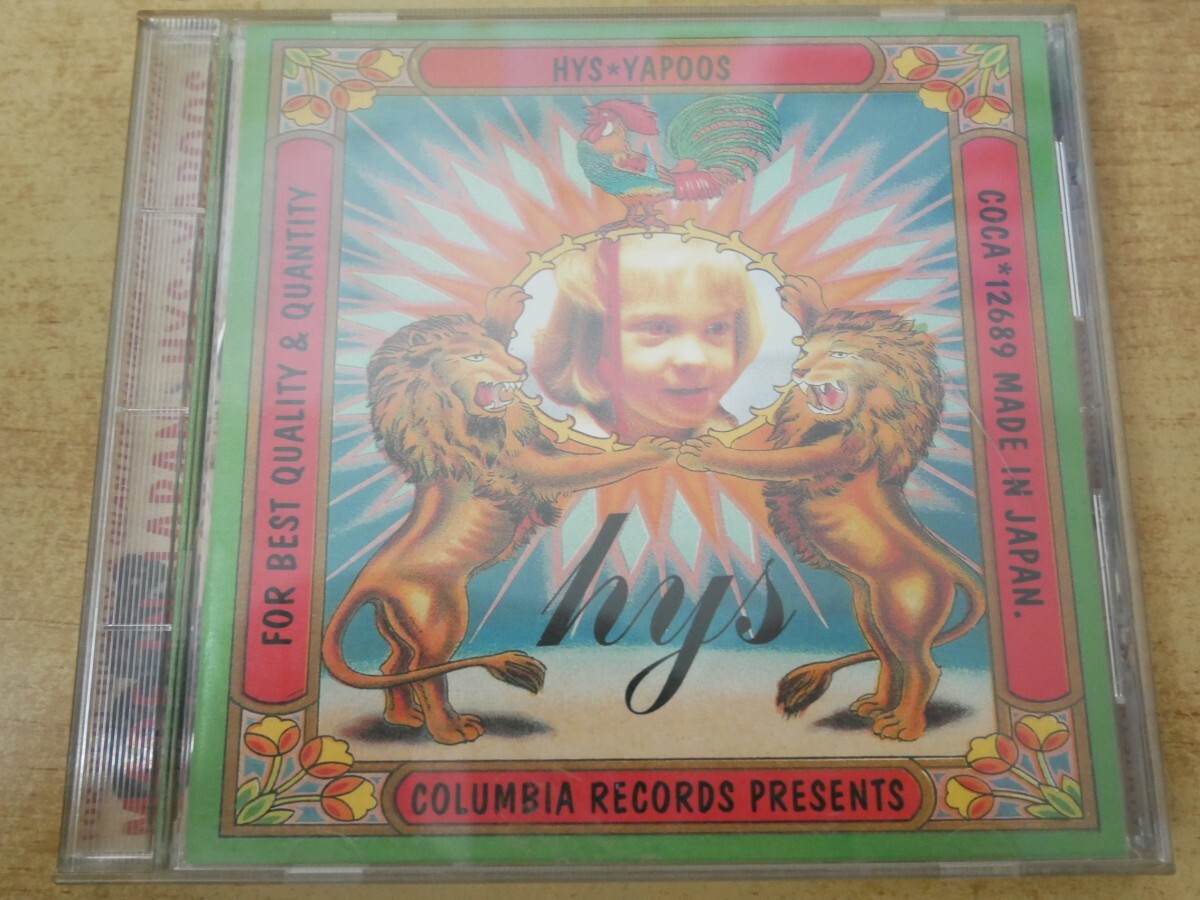 HYS*YAPOOS
FOR BEST QUALITY & QUANTITY
COCA*12689 MADE IN JAPAN.
hys
COLUMBIA RECORDS PRESENTS